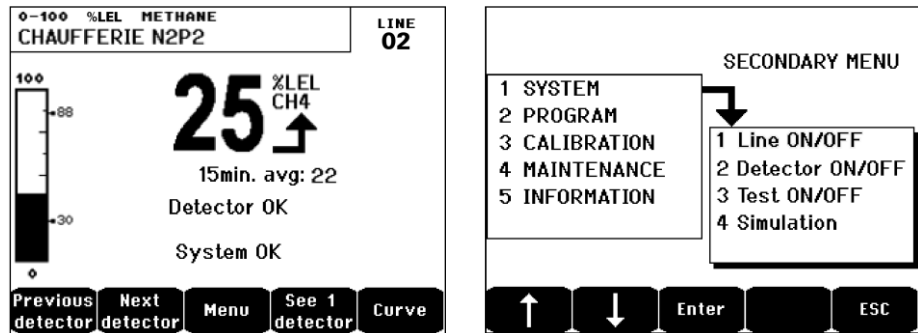 0-100 %LEL METHANE
CHAUFFERIE N2P2
LINE
02
100
88
30
0
25
%LEL
CH4
15min. avg: 22
Detector OK
System OK
Previous
detector
Next
detector
Menu
See 1
detector
Curve
SECONDARY MENU
1 SYSTEM
2 PROGRAM
3 CALIBRATION
4 MAINTENANCE
5 INFORMATION
1 Line ON/OFF
2 Detector ON/OFF
3 Test ON/OFF
4 Simulation
Enter
ESC